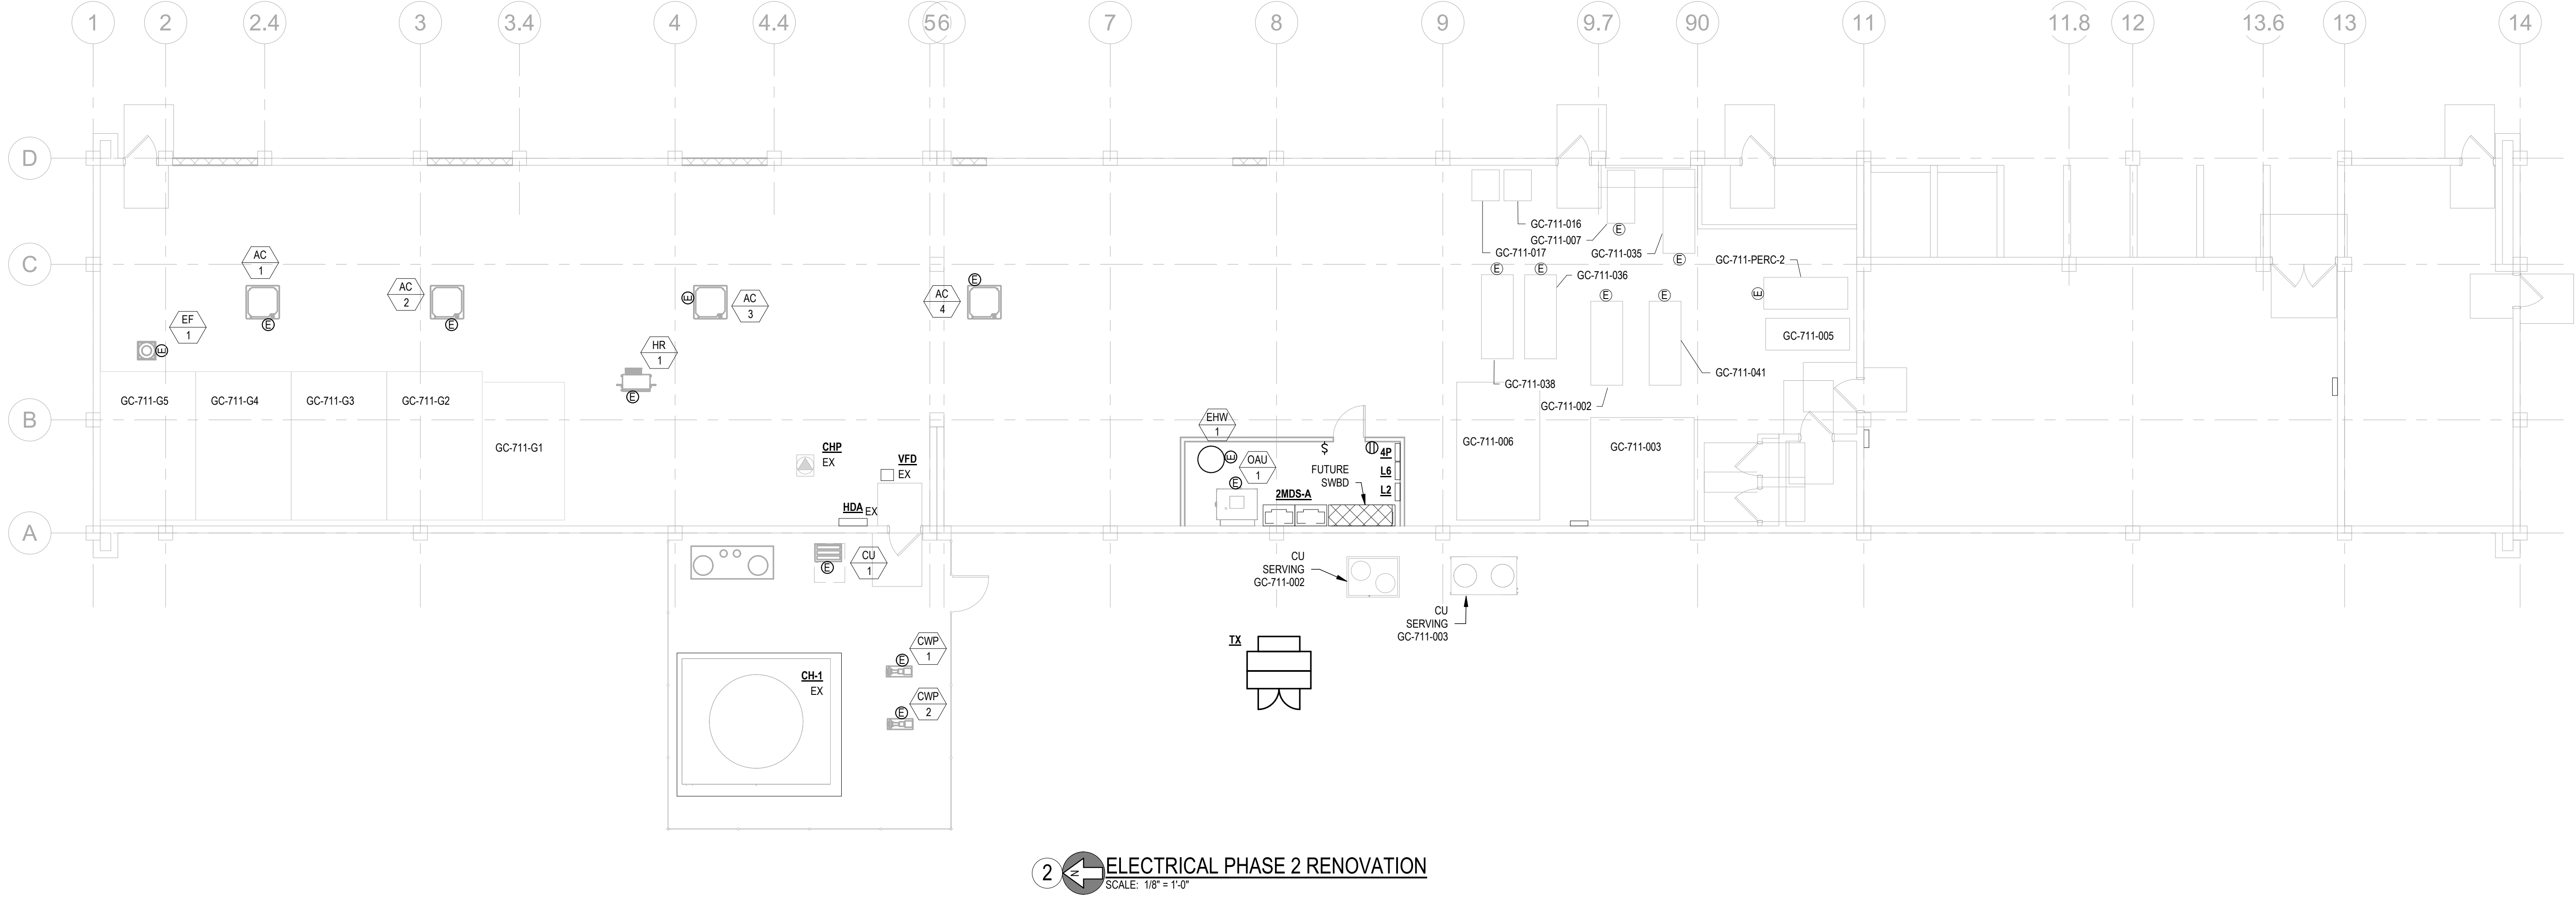 1 2 2.4 3 3.4 4 4.4 5 6 7 8 9 9.7 90 11 11.8 12 13.6 13 14
D
C
B
A
AC
1
AC
2
AC
3
AC
4
EF
1
HR
1
E
E
E
E
E
E
GC-711-G5
GC-711-G4
GC-711-G3
GC-711-G2
GC-711-G1
CHP
EX
VFD
EX
HDA EX
CU
1
E
CWP
1
E
CWP
2
E
CH-1
EX
EHW
1
E
OAU
1
E
$
FUTURE
SWBD
2MDS-A
4P
L6
L2
GC-711-016
GC-711-007
E
GC-711-017
GC-711-035
E
E
E
GC-711-036
GC-711-PERC-2
E
E
E
GC-711-005
GC-711-038
GC-711-041
GC-711-002
GC-711-006
GC-711-003
CU
SERVING
GC-711-002
CU
SERVING
GC-711-003
TX
2
N
ELECTRICAL PHASE 2 RENOVATION
SCALE: 1/8" = 1'-0"